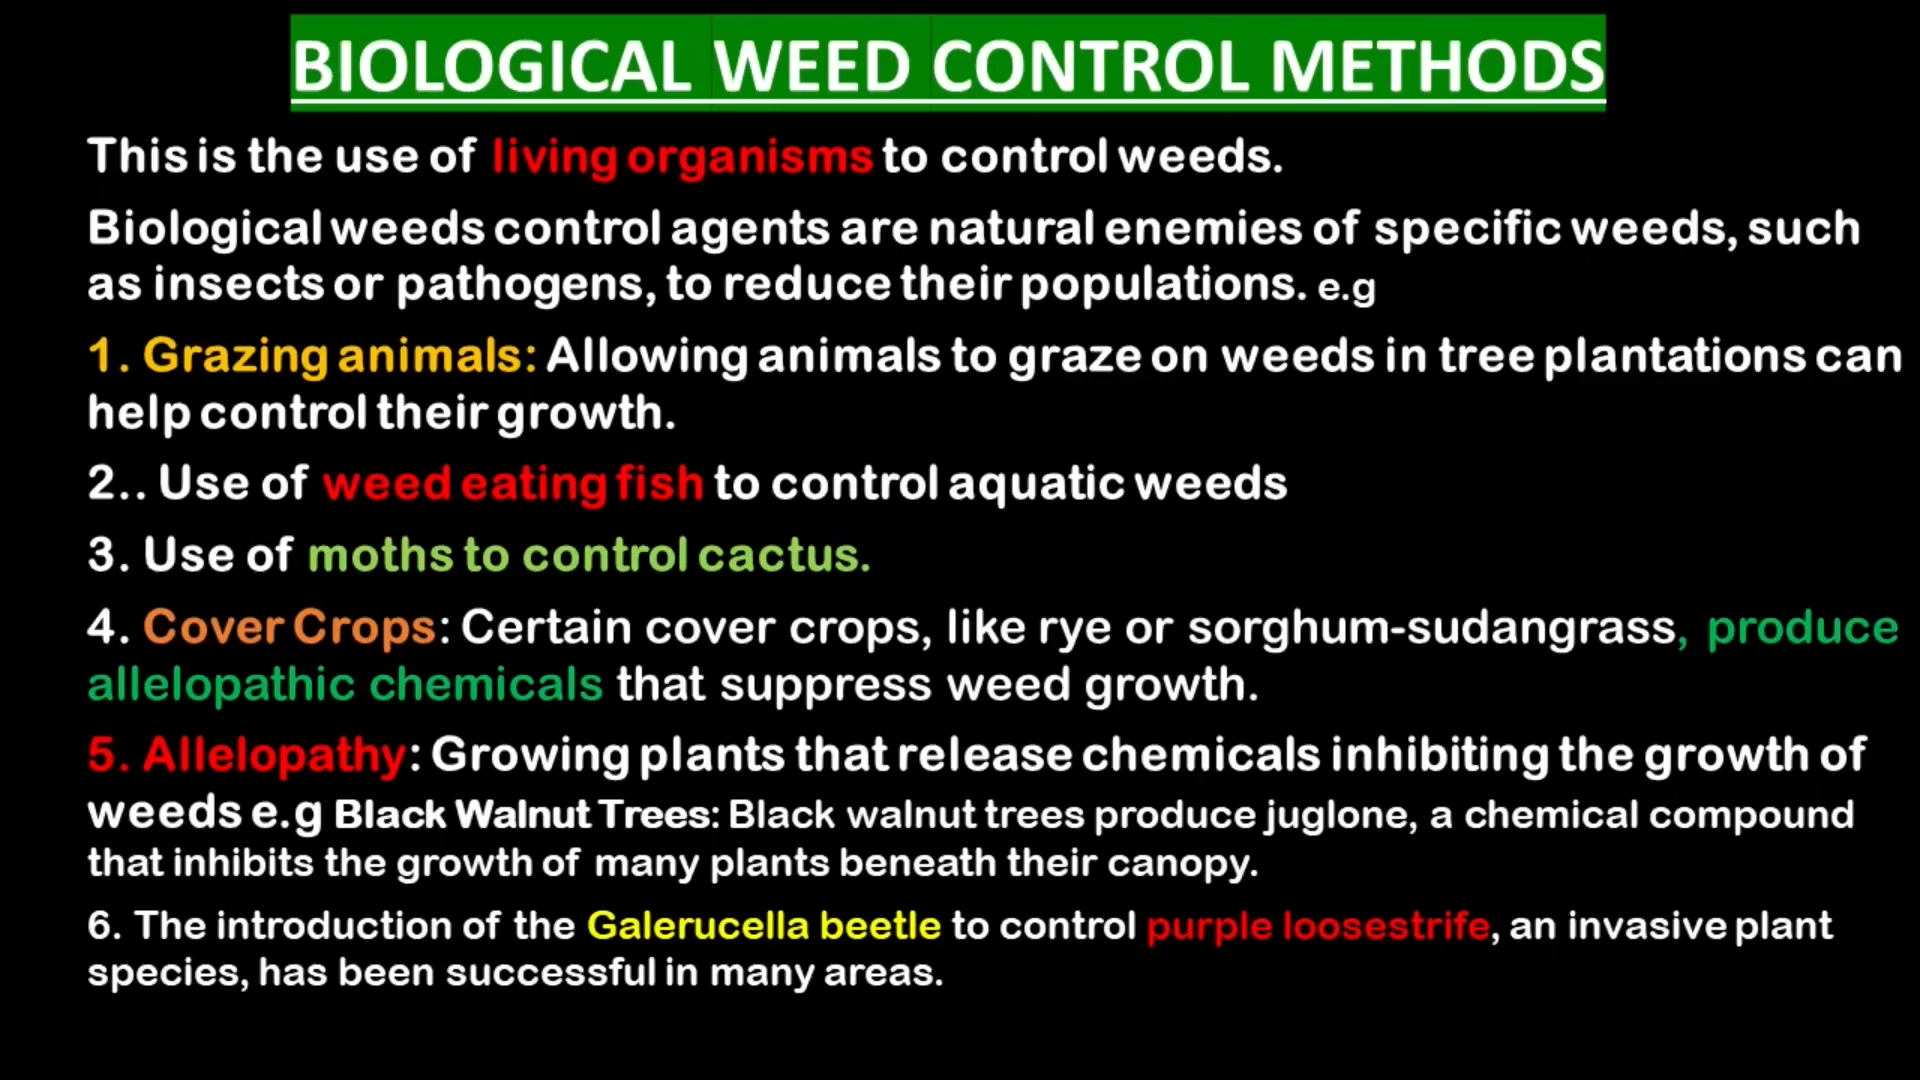 BIOLOGICAL WEED CONTROL METHODS
This is the use of living organisms to control weeds.
Biological weeds control agents are natural enemies of specific weeds, such
as insects or pathogens, to reduce their populations. e.g
1. Grazing animals: Allowing animals to graze on weeds in tree plantations can
help control their growth.
2.. Use of weed eating fish to control aquatic weeds
3. Use of moths to control cactus.
4. Cover Crops: Certain cover crops, like rye or sorghum-sudangrass, produce
allelopathic chemicals that suppress weed growth.
5. Allelopathy: Growing plants that release chemicals inhibiting the growth of
weeds e.g Black Walnut Trees: Black walnut trees produce juglone, a chemical compound
that inhibits the growth of many plants beneath their canopy.
6. The introduction of the Galerucella beetle to control purple loosestrife, an invasive plant
species, has been successful in many areas.